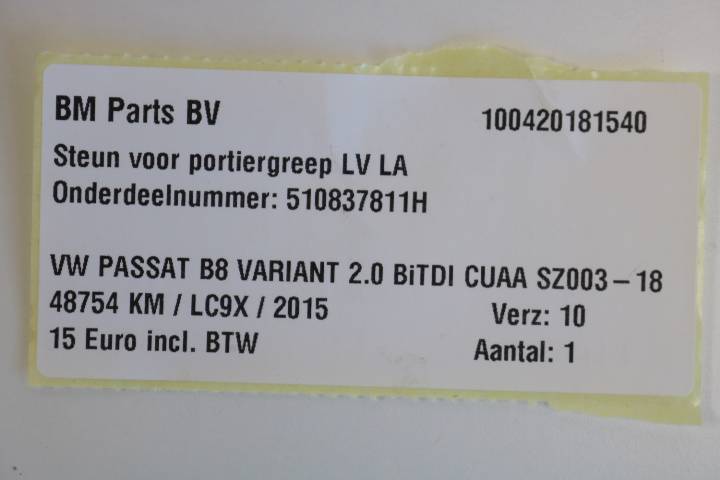 BM Parts BV 100420181540
Steun voor portiergreep LV LA
Onderdeelnummer: 510837811H
VW PASSAT B8 VARIANT 2.0 BiTDI CUAA SZ003-18
48754 KM / LC9X / 2015 Verz: 10
15 Euro incl. BTW Aantal: 1